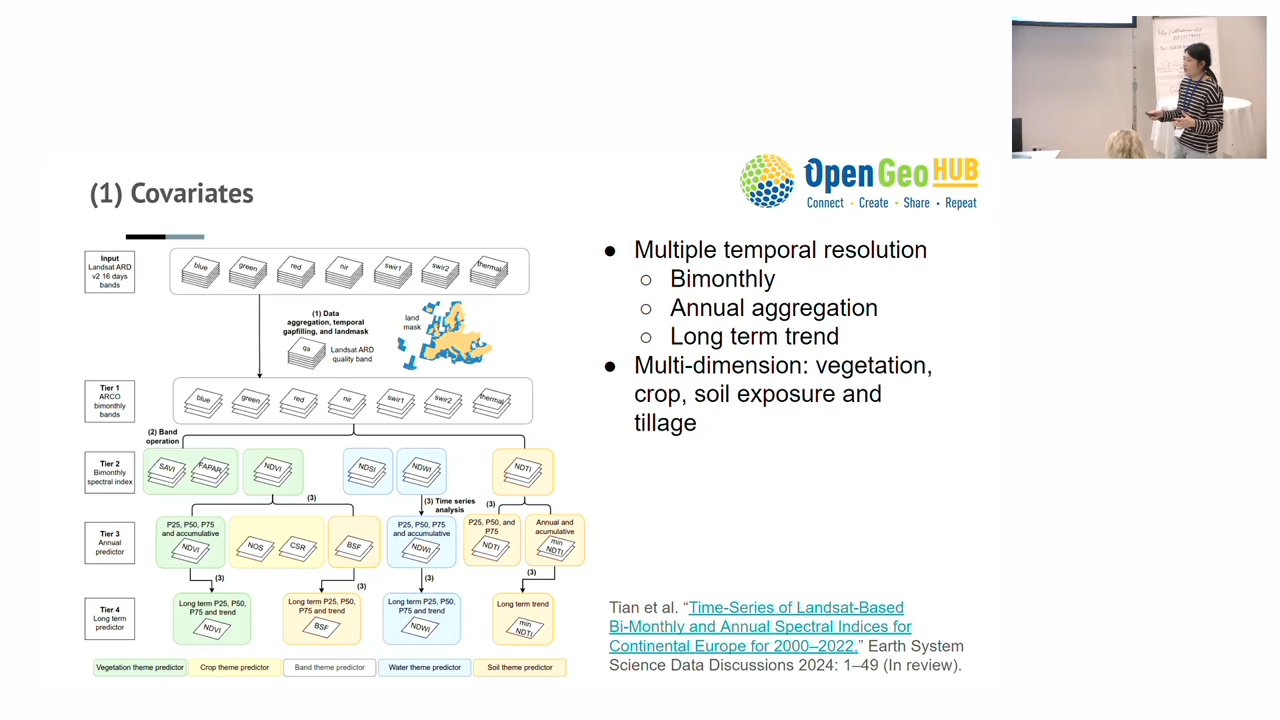 (1) Covariates
Open Geo HUB
Connect - Create - Share - Repeat
Input
Landsat ARD
v2 16 days
bands
blue
green
red
nir
swir1
swir2
thermal
(1) Data
aggregation, temporal
gapfilling, and landmask
qa
Landsat ARD
quality band
land
mask
Tier 1
ARCO
bimonthly
bands
blue
green
red
nir
swir1
swir2
thermal
(2) Band
operation
Tier 2
Bimonthly
spectral index
SAVI
FAPAR
NDVI
NDSI
NDWI
NDTI
(3)
(3) Time series
analysis
(3)
Tier 3
Annual
predictor
P25, P50, P75
and accumulative
NDVI
NOS
CSR
BSF
P25, P50, P75
and accumulative
NDWI
P25, P50, and
P75
NDTI
Annual and
acumulative
min
NDTI
(3)
(3)
(3)
(3)
Tier 4
Long term
predictor
Long term P25, P50,
P75 and trend
NDVI
Long term P25, P50,
P75 and trend
BSF
Long term P25, P50,
P75 and trend
NDWI
Long term trend
min
NDTI
Vegetation theme predictor
Crop theme predictor
Band theme predictor
Water theme predictor
Soil theme predictor
● Multiple temporal resolution
○ Bimonthly
○ Annual aggregation
○ Long term trend
● Multi-dimension: vegetation,
crop, soil exposure and
tillage
Tian et al. “Time-Series of Landsat-Based
Bi-Monthly and Annual Spectral Indices for
Continental Europe for 2000–2022.” Earth System
Science Data Discussions 2024: 1–49 (In review).